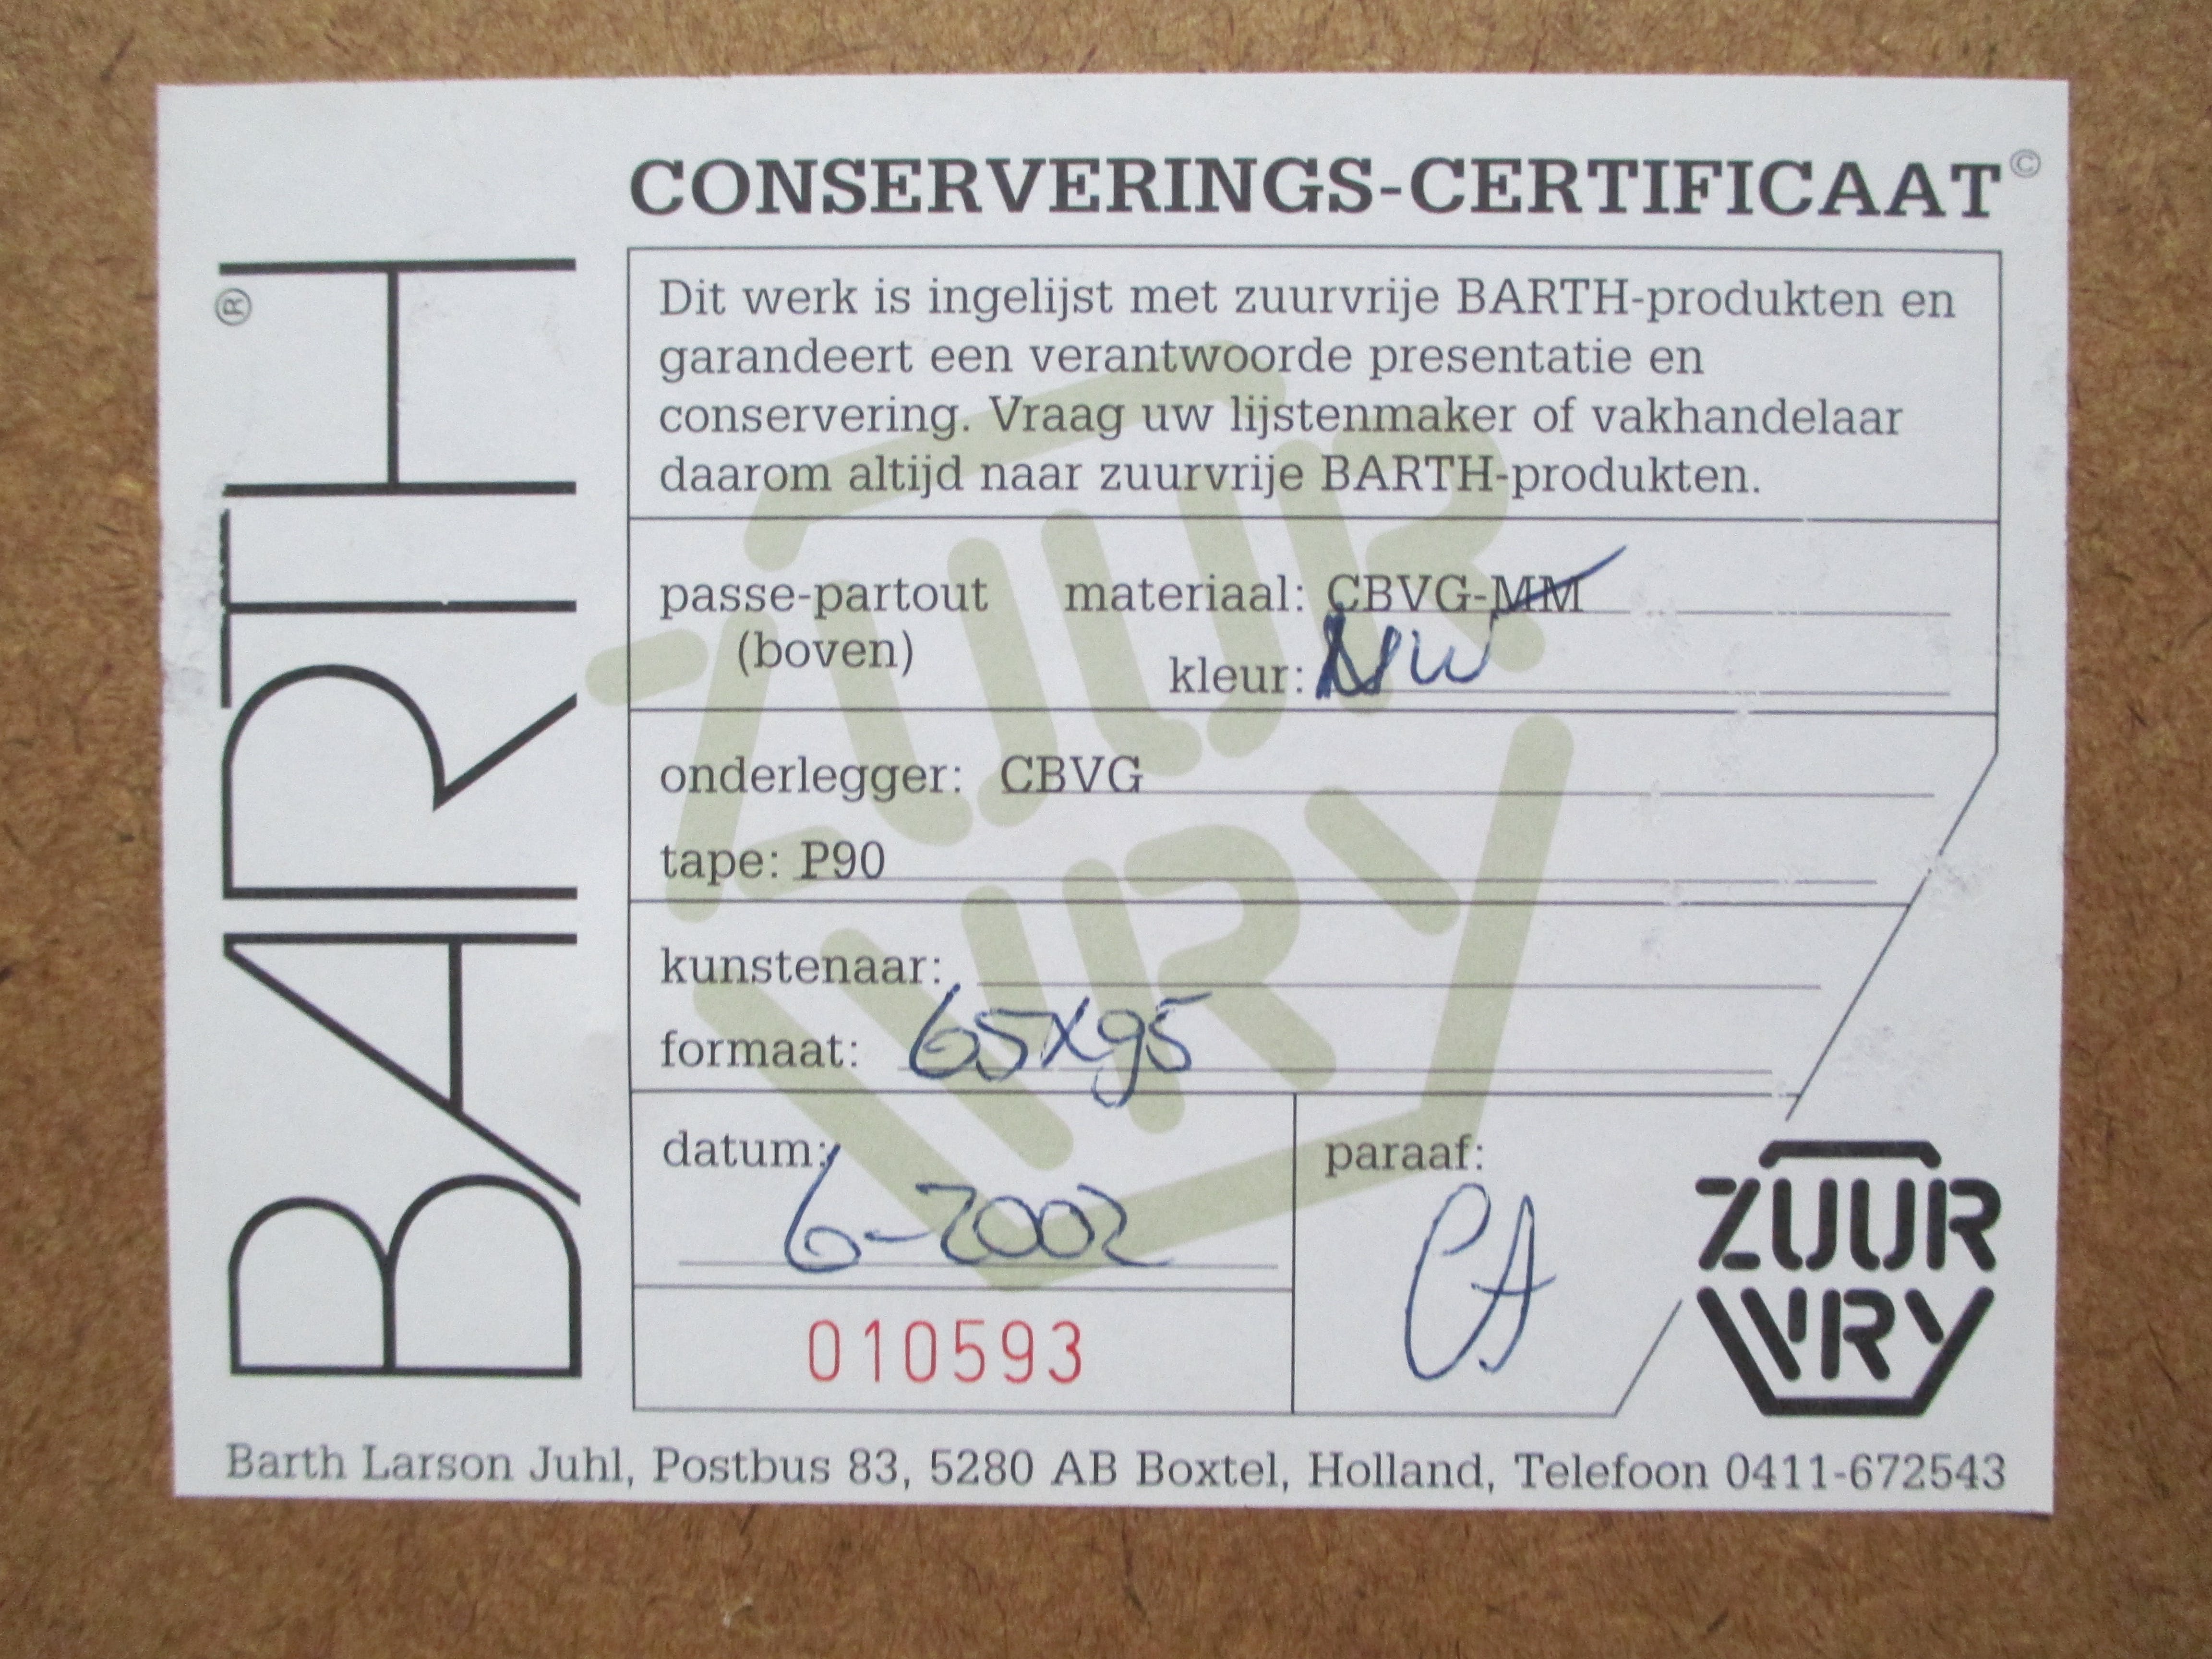 CONSERVERINGS-CERTIFICAAT©
BARTH®
Dit werk is ingelijst met zuurvrije BARTH-produkten en
garandeert een verantwoorde presentatie en
conservering. Vraag uw lijstenmaker of vakhandelaar
daarom altijd naar zuurvrije BARTH-produkten.
passe-partout materiaal: CBVG-MM
(boven) kleur: NW
onderlegger: CBVG
tape: P90
kunstenaar:
formaat: 65x95
datum: 6-2002
paraaf: CA
010593
ZUUR
VRY
Barth Larson Juhl, Postbus 83, 5280 AB Boxtel, Holland, Telefoon 0411-672543